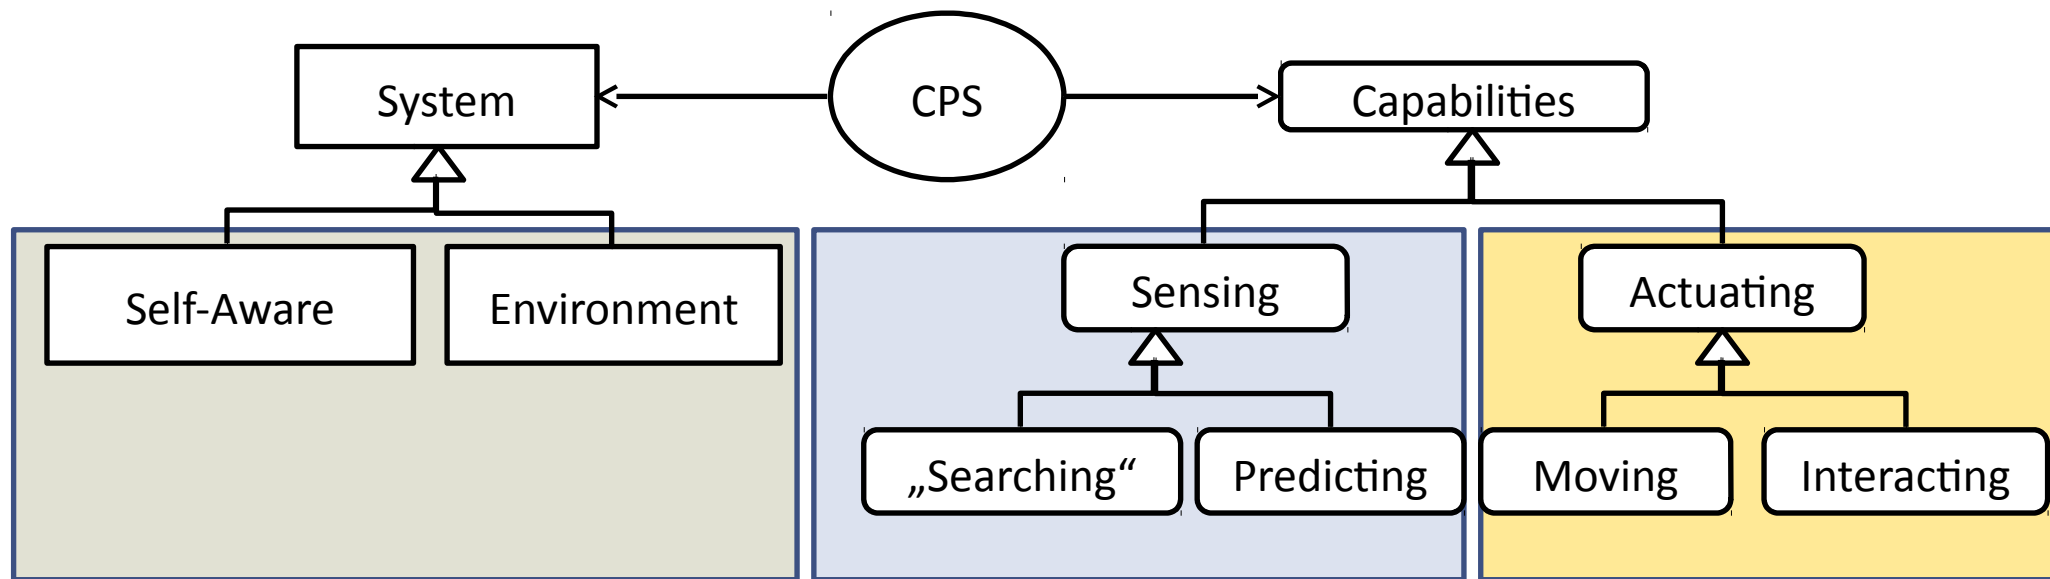 System
CPS
Capabilities
Self-Aware
Environment
Sensing
Actuating
„Searching“
Predicting
Moving
Interacting